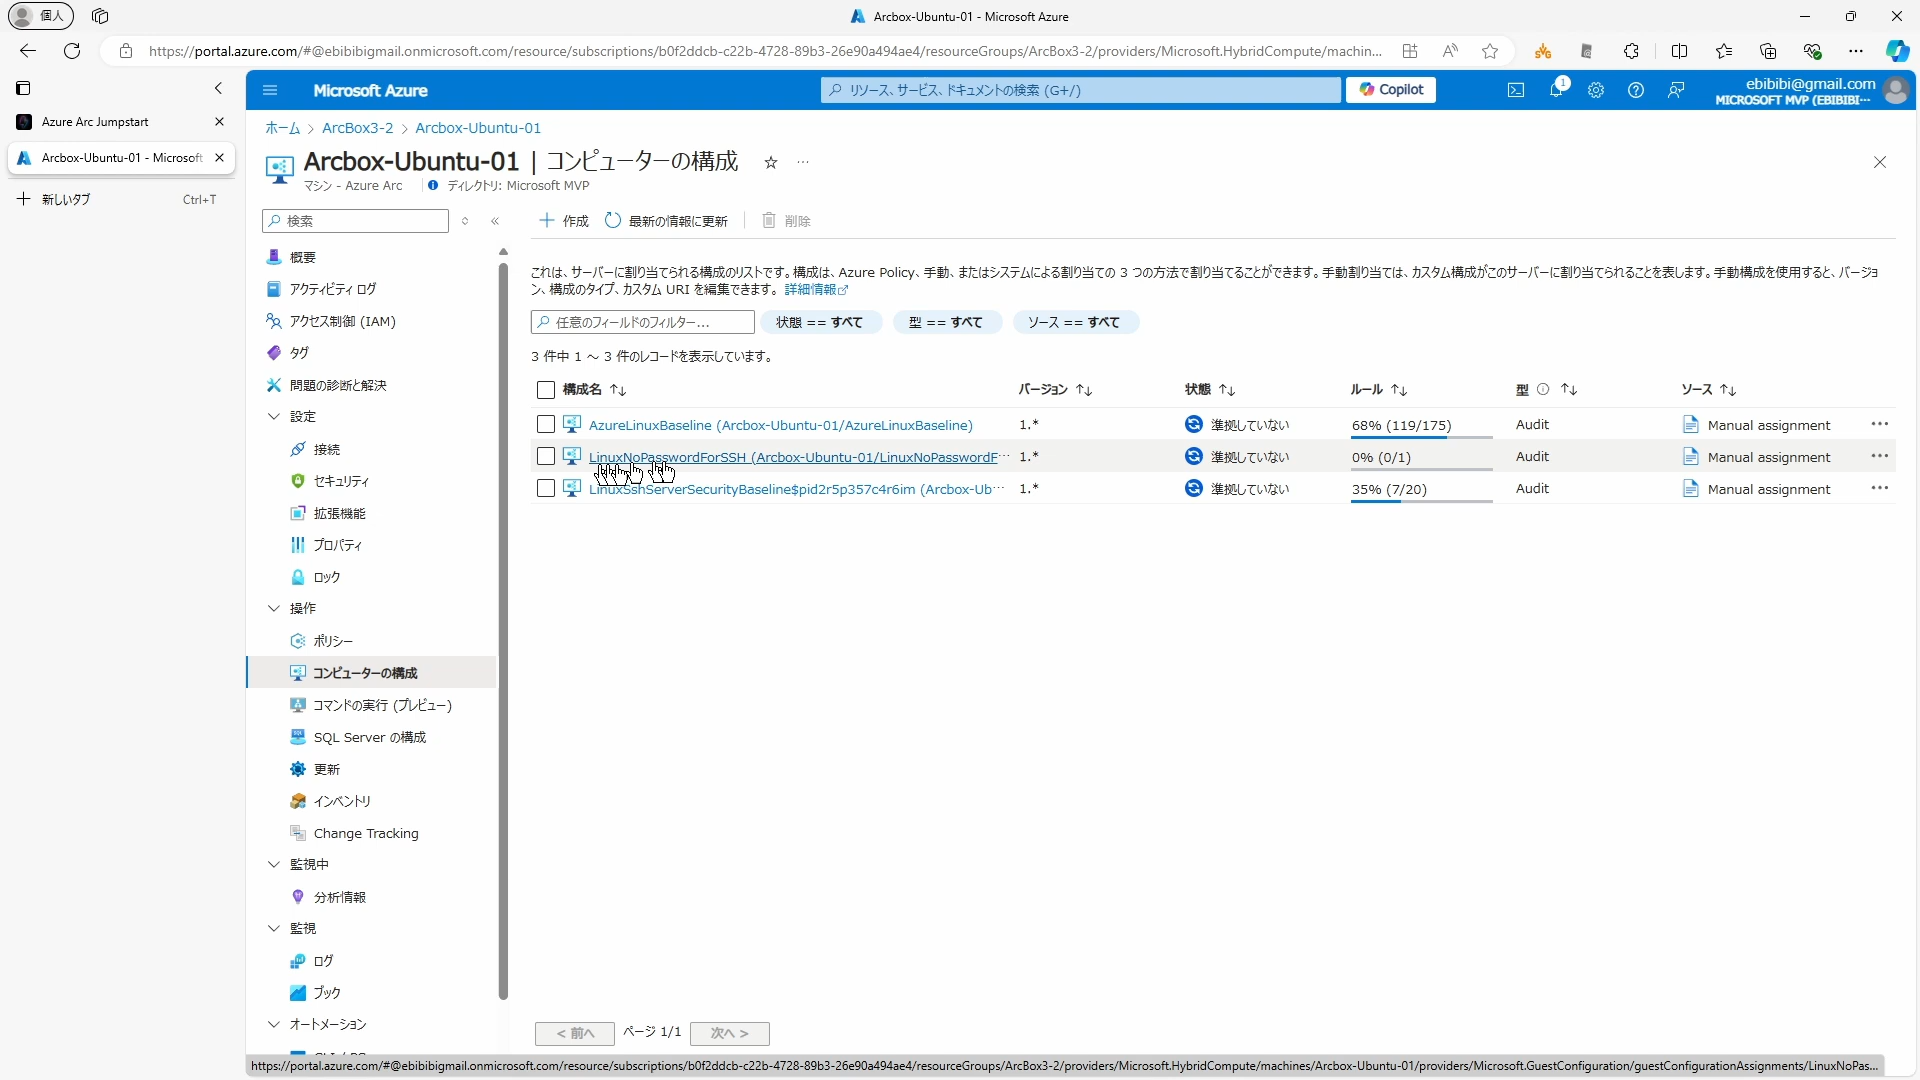 個人
Arcbox-Ubuntu-01 - Microsoft Azure
https://portal.azure.com/#@ebibibigmail.onmicrosoft.com/resource/subscriptions/b0f2ddcb-c22b-4728-89b3-26e90a494ae4/resourceGroups/ArcBox3-2/providers/Microsoft.HybridCompute/machin...
Azure Arc Jumpstart
Arcbox-Ubuntu-01 - Microsoft
新しいタブ Ctrl+T
Microsoft Azure
リソース、サービス、ドキュメントの検索 (G+/)
Copilot
1
ebibibi@gmail.com
MICROSOFT MVP (EBIBIBI...
ホーム > ArcBox3-2 > Arcbox-Ubuntu-01
Arcbox-Ubuntu-01 | コンピューターの構成
マシン - Azure Arc ディレクトリ: Microsoft MVP
検索
概要
アクティビティ ログ
アクセス制御 (IAM)
タグ
問題の診断と解決
設定
接続
セキュリティ
拡張機能
プロパティ
ロック
操作
ポリシー
コンピューターの構成
コマンドの実行 (プレビュー)
SQL Server の構成
更新
インベントリ
Change Tracking
監視中
分析情報
監視
ログ
ブック
オートメーション
作成 最新の情報に更新 削除
これは、サーバーに割り当てられる構成のリストです。構成は、Azure Policy、手動、またはシステムによる割り当ての 3 つの方法で割り当てることができます。手動割り当ては、カスタム構成がこのサーバーに割り当てられることを表します。手動構成を使用すると、バージョ
ン、構成のタイプ、カスタム URI を編集できます。 詳細情報
任意のフィールドのフィルター... 状態 == すべて 型 == すべて ソース == すべて
3 件中 1 ～ 3 件のレコードを表示しています。
構成名 バージョン 状態 ルール 型 ソース
AzureLinuxBaseline (Arcbox-Ubuntu-01/AzureLinuxBaseline) 1.* 準拠していない 68% (119/175) Audit Manual assignment
LinuxNoPasswordForSSH (Arcbox-Ubuntu-01/LinuxNoPasswordF... 1.* 準拠していない 0% (0/1) Audit Manual assignment
LinuxSshServerSecurityBaseline$pid2r5p357c4r6im (Arcbox-Ub... 1.* 準拠していない 35% (7/20) Audit Manual assignment
< 前へ ページ 1/1 次へ >
https://portal.azure.com/#@ebibibigmail.onmicrosoft.com/resource/subscriptions/b0f2ddcb-c22b-4728-89b3-26e90a494ae4/resourceGroups/ArcBox3-2/providers/Microsoft.HybridCompute/machines/Arcbox-Ubuntu-01/providers/Microsoft.GuestConfiguration/guestConfigurationAssignments/LinuxNoPas...